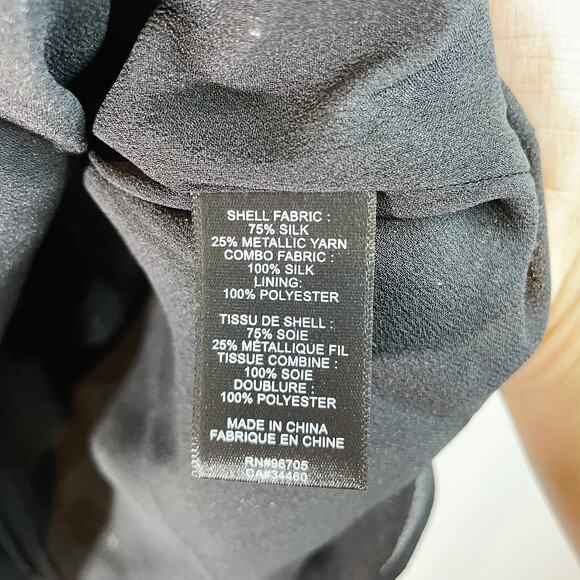 SHELL FABRIC :
75% SILK
25% METALLIC YARN
COMBO FABRIC :
100% SILK
LINING:
100% POLYESTER
TISSU DE SHELL :
75% SOIE
25% MÉTALLIQUE FIL
TISSUE COMBINE :
100% SOIE
DOUBLURE :
100% POLYESTER
MADE IN CHINA
FABRIQUE EN CHINE
RN#96705
CA#34460